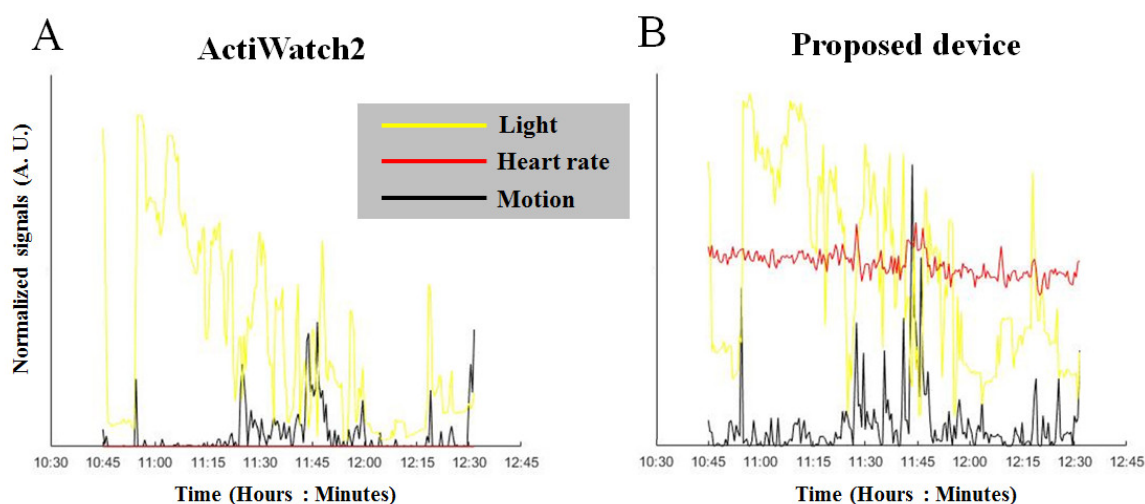 A
ActiWatch2
B
Proposed device
Light
Heart rate
Motion
Normalized signals (A. U.)
10:30 10:45 11:00 11:15 11:30 11:45 12:00 12:15 12:30 12:45
10:30 10:45 11:00 11:15 11:30 11:45 12:00 12:15 12:30 12:45
Time (Hours : Minutes)
Time (Hours : Minutes)